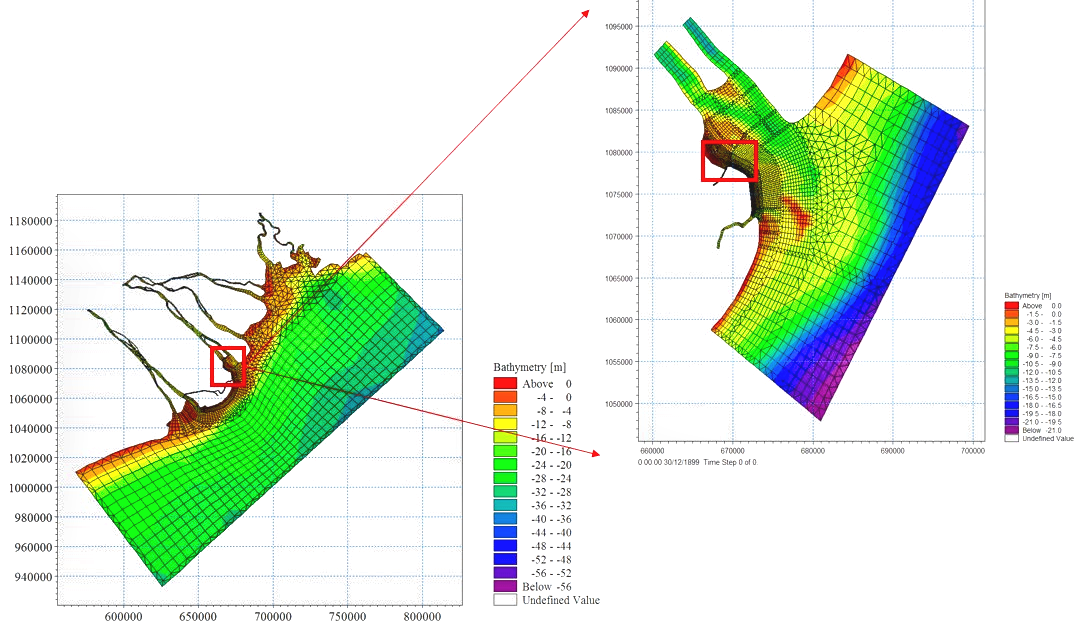 1180000
1160000
1140000
1120000
1100000
1080000
1060000
1040000
1020000
1000000
980000
960000
940000
600000
650000
700000
750000
800000
Bathymetry [m]
Above 0
-4 - 0
-8 - -4
-12 - -8
-16 - -12
-20 - -16
-24 - -20
-28 - -24
-32 - -28
-36 - -32
-40 - -36
-44 - -40
-48 - -44
-52 - -48
-56 - -52
Below -56
Undefined Value
1095000
1090000
1085000
1080000
1075000
1070000
1065000
1060000
1055000
1050000
660000
670000
680000
690000
700000
0:00:00 30/12/1899 Time Step 0 of 0
Bathymetry [m]
Above 0.0
-1.5 - 0.0
-3.0 - -1.5
-4.5 - -3.0
-6.0 - -4.5
-7.5 - -6.0
-9.0 - -7.5
-10.5 - -9.0
-12.0 - -10.5
-13.5 - -12.0
-15.0 - -13.5
-16.5 - -15.0
-18.0 - -16.5
-19.5 - -18.0
-21.0 - -19.5
Below -21.0
Undefined Value